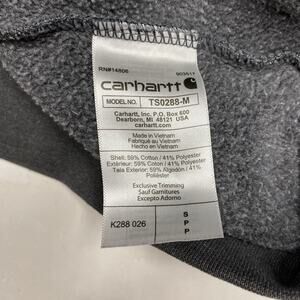 RN#14806 903517
carhartt
MODEL NO. TS0288-M
Carhartt, Inc. P.O. Box 600
Dearborn, MI 48121 USA
carhartt.com
Made in Vietnam
Fabriqué au Vietnam
Hecho en Vietnam
Shell: 59% Cotton / 41% Polyester
Extérieur: 59% Coton / 41% Polyester
Tela Exterior: 59% Algodón / 41%
Poliéster
Exclusive Trimming
Sauf Garnitures
Excepto Adorno
K288 026
S
P
P